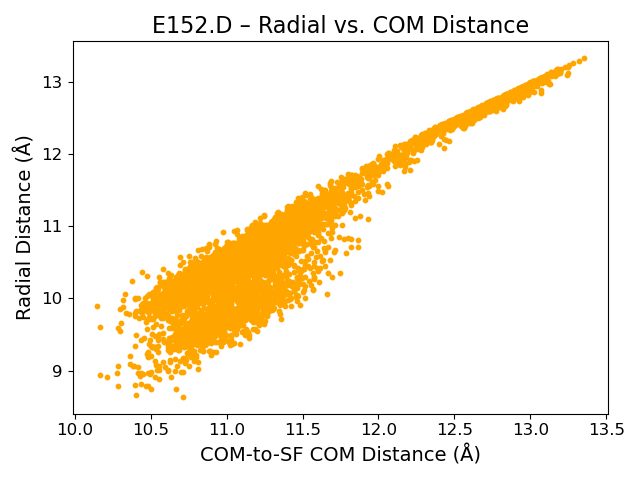 E152.D – Radial vs. COM Distance
Radial Distance (Å)
13
12
11
10
9
10.0 10.5 11.0 11.5 12.0 12.5 13.0 13.5
COM-to-SF COM Distance (Å)